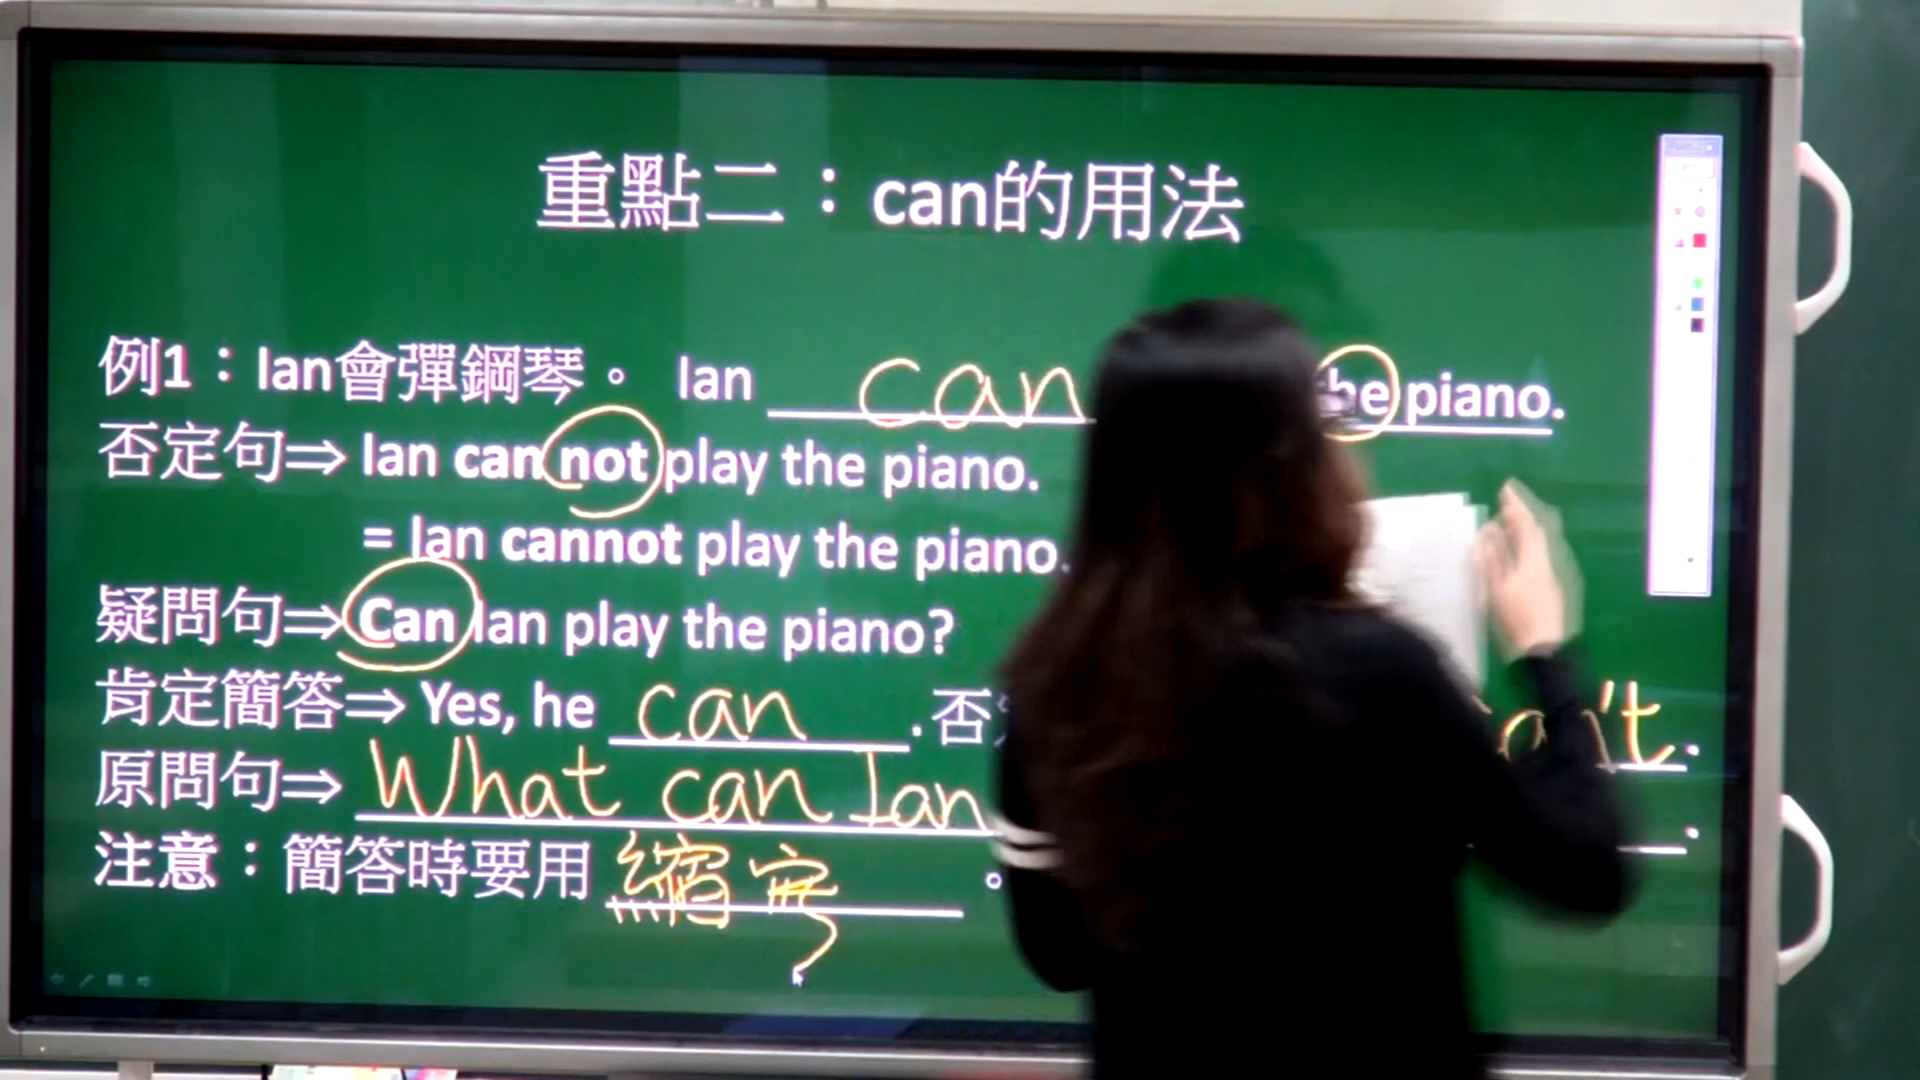 重點二：can的用法
例1：Ian會彈鋼琴。 Ian can he piano.
否定句⇒ Ian can not play the piano.
= Ian cannot play the piano.
疑問句⇒ Can Ian play the piano?
肯定簡答⇒ Yes, he can . 否 can't.
原問句⇒ What can Ian .
注意：簡答時要用 縮寫 。